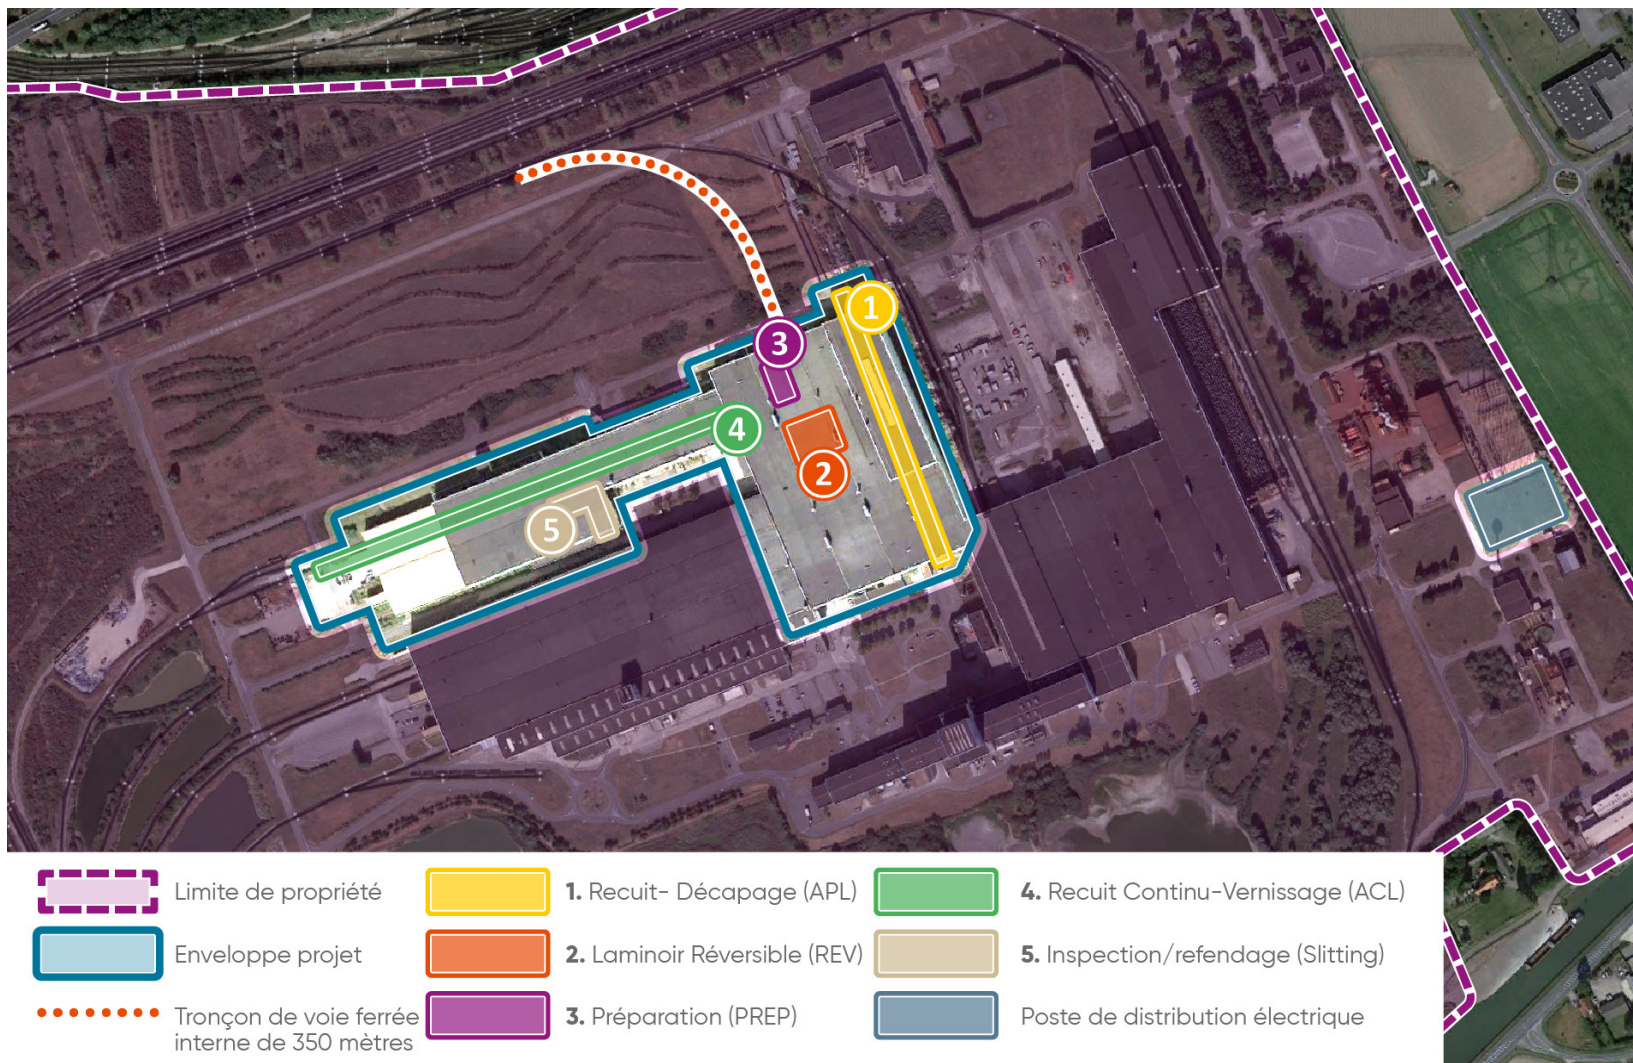 1
3
4
2
5
Limite de propriété
Enveloppe projet
Tronçon de voie ferrée
interne de 350 mètres
1. Recuit- Décapage (APL)
2. Laminoir Réversible (REV)
3. Préparation (PREP)
4. Recuit Continu-Vernissage (ACL)
5. Inspection/refendage (Slitting)
Poste de distribution électrique